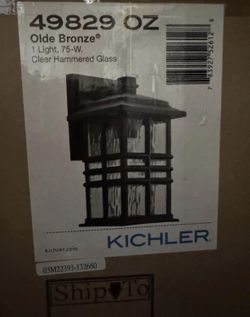 49829 OZ
Olde Bronze®
1 Light, 75-W.
Clear Hammered Glass
kichler.com
KICHLER®
Ship To